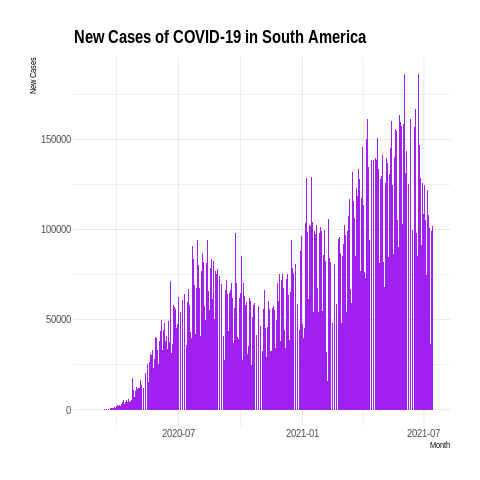 New Cases of COVID-19 in South America
New Cases
150000
100000
50000
0
2020-07 2021-01 2021-07
Month